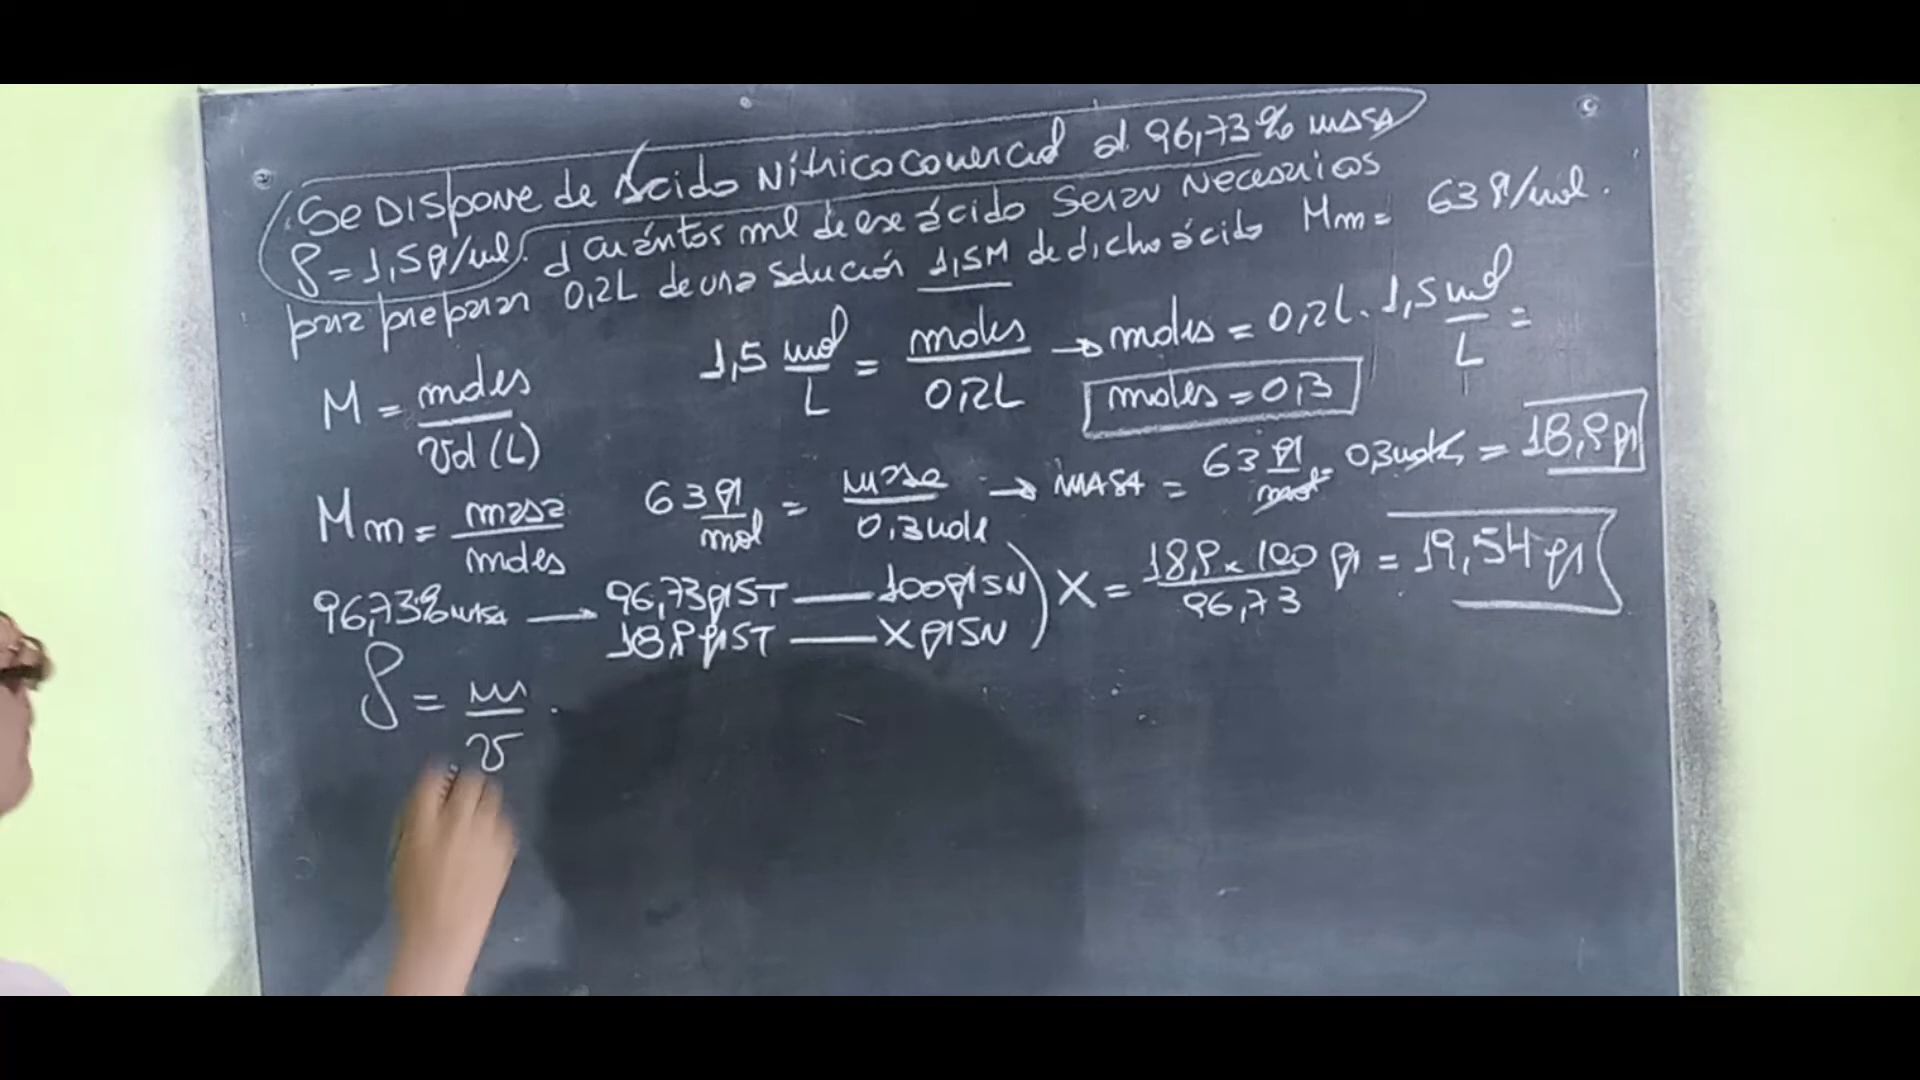 Se Dispone de Ácido Nítrico Comercial al 96,73% masa
ρ = 1,5 g/ml. ¿Cuántos ml de ese ácido serán necesarios
para preparar 0,2L de una solución 1,5M de dicho ácido Mm = 63 g/mol.
M = moles / Vol (L)   1,5 mol/L = moles / 0,2L → moles = 0,2L . 1,5 mol/L =
moles = 0,3
Mm = masa / moles   63 g/mol = masa / 0,3 mol → MASA = 63 g/mol . 0,3 moles = 18,9 g
96,73% masa → 96,73 g ST — 100 g SN
18,9 g ST — X g SN
X = 18,9 x 100 / 96,73 g = 19,54 g
ρ = m / v